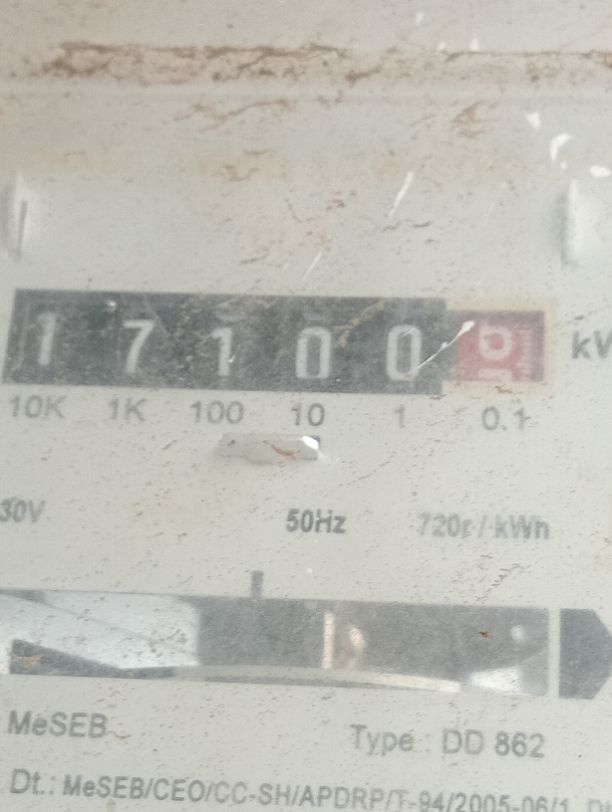 1 7 1 0 0
kW
10K 1K 100 10 1 0.1
30V 50Hz 720r/kWh
MeSEB
Type : DD 862
Dt.: MeSEB/CEO/CC-SH/APDRP/T-94/2005-06/1